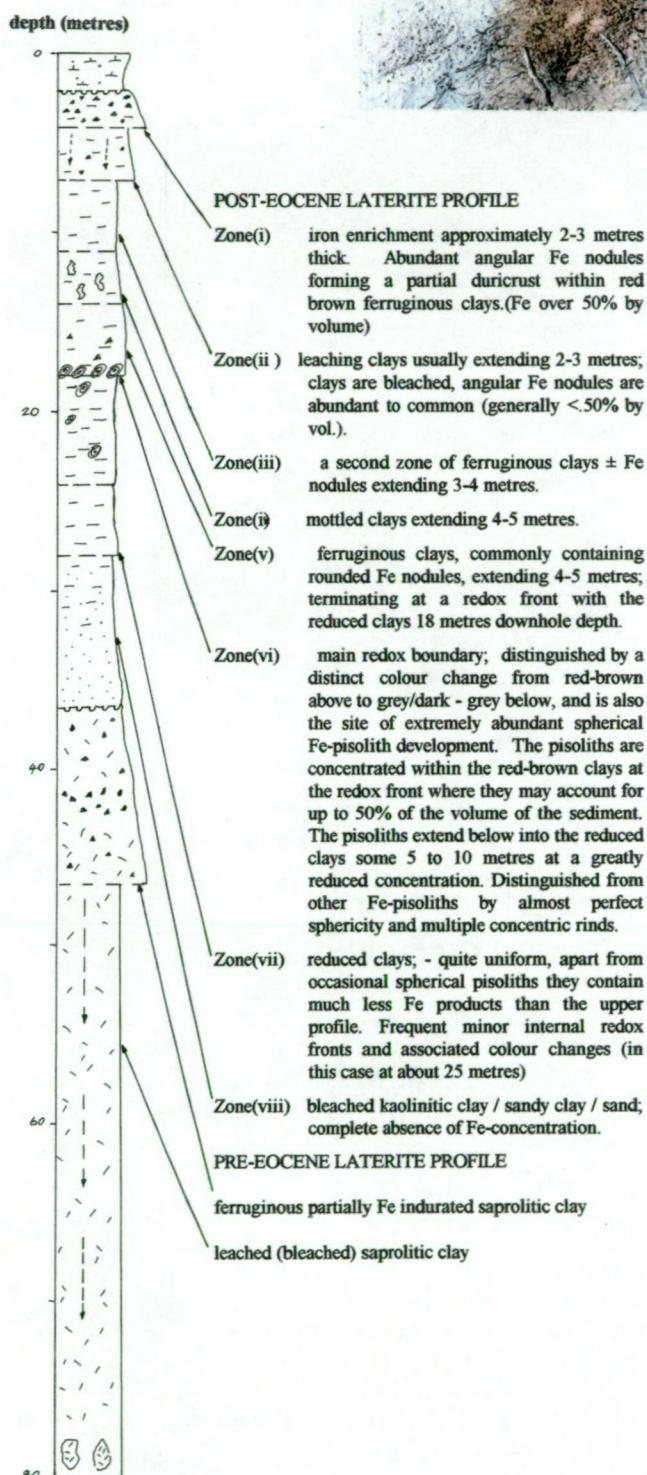 depth (metres)
0
POST-EOCENE LATERITE PROFILE
Zone(i) iron enrichment approximately 2-3 metres
thick. Abundant angular Fe nodules
forming a partial duricrust within red
brown ferruginous clays.(Fe over 50% by
volume)
Zone(ii ) leaching clays usually extending 2-3 metres;
clays are bleached, angular Fe nodules are
abundant to common (generally <.50% by
vol.).
20
Zone(iii) a second zone of ferruginous clays ± Fe
nodules extending 3-4 metres.
Zone(iv mottled clays extending 4-5 metres.
Zone(v) ferruginous clays, commonly containing
rounded Fe nodules, extending 4-5 metres;
terminating at a redox front with the
reduced clays 18 metres downhole depth.
Zone(vi) main redox boundary; distinguished by a
distinct colour change from red-brown
above to grey/dark - grey below, and is also
the site of extremely abundant spherical
Fe-pisolith development. The pisoliths are
concentrated within the red-brown clays at
the redox front where they may account for
up to 50% of the volume of the sediment.
The pisoliths extend below into the reduced
clays some 5 to 10 metres at a greatly
reduced concentration. Distinguished from
other Fe-pisoliths by almost perfect
sphericity and multiple concentric rinds.
40
Zone(vii) reduced clays; - quite uniform, apart from
occasional spherical pisoliths they contain
much less Fe products than the upper
profile. Frequent minor internal redox
fronts and associated colour changes (in
this case at about 25 metres)
Zone(viii) bleached kaolinitic clay / sandy clay / sand;
complete absence of Fe-concentration.
60
PRE-EOCENE LATERITE PROFILE
ferruginous partially Fe indurated saprolitic clay
leached (bleached) saprolitic clay